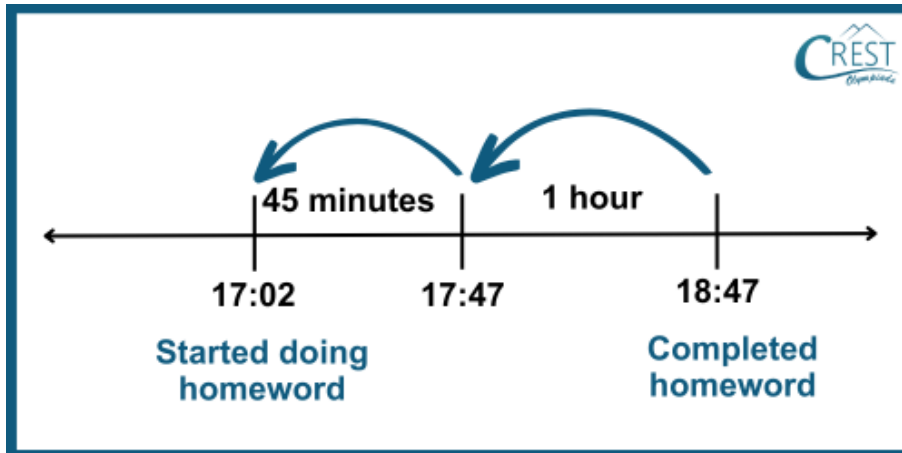 CREST
Olympiads
45 minutes
1 hour
17:02
17:47
18:47
Started doing
homeword
Completed
homeword